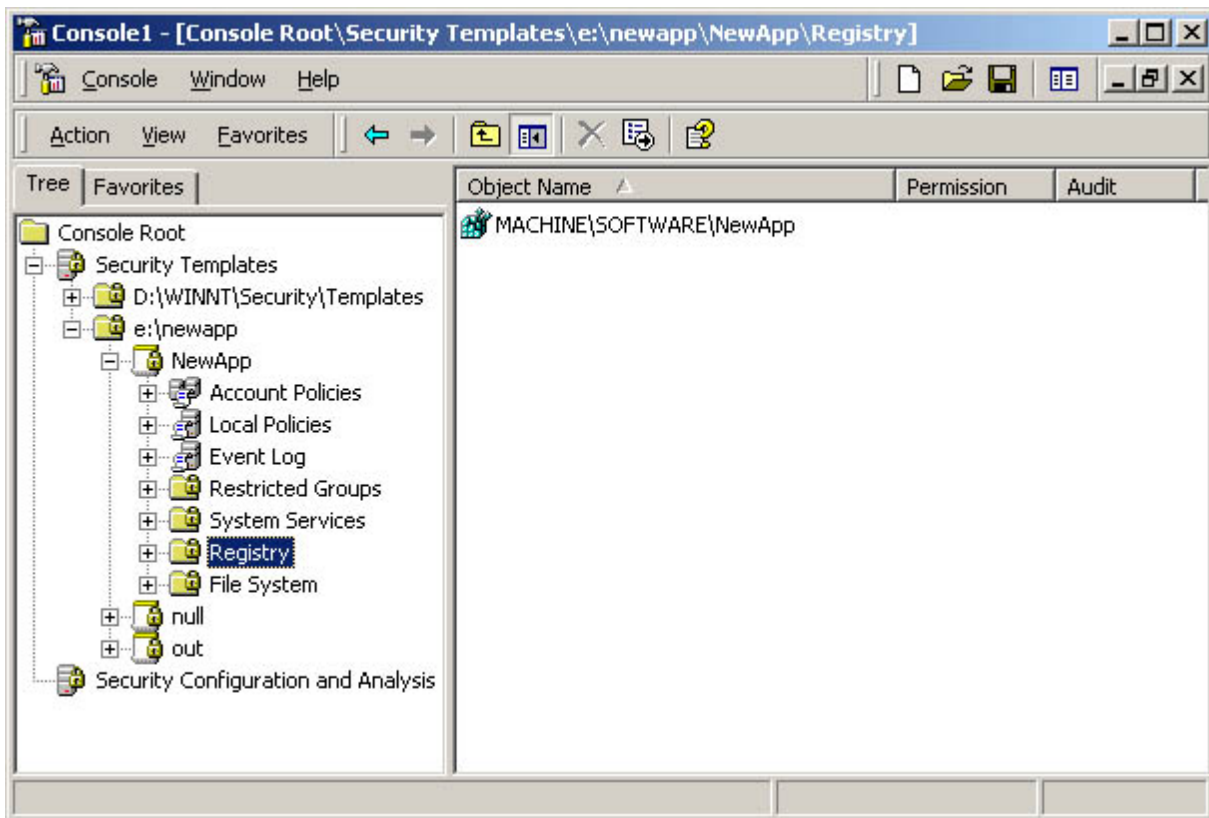 Console1 - [Console Root\Security Templates\e:\newapp\NewApp\Registry]
Console Window Help
Action View Favorites
Tree Favorites
Object Name Permission Audit
Console Root
Security Templates
D:\WINNT\Security\Templates
e:\newapp
NewApp
Account Policies
Local Policies
Event Log
Restricted Groups
System Services
Registry
File System
null
out
Security Configuration and Analysis
MACHINE\SOFTWARE\NewApp